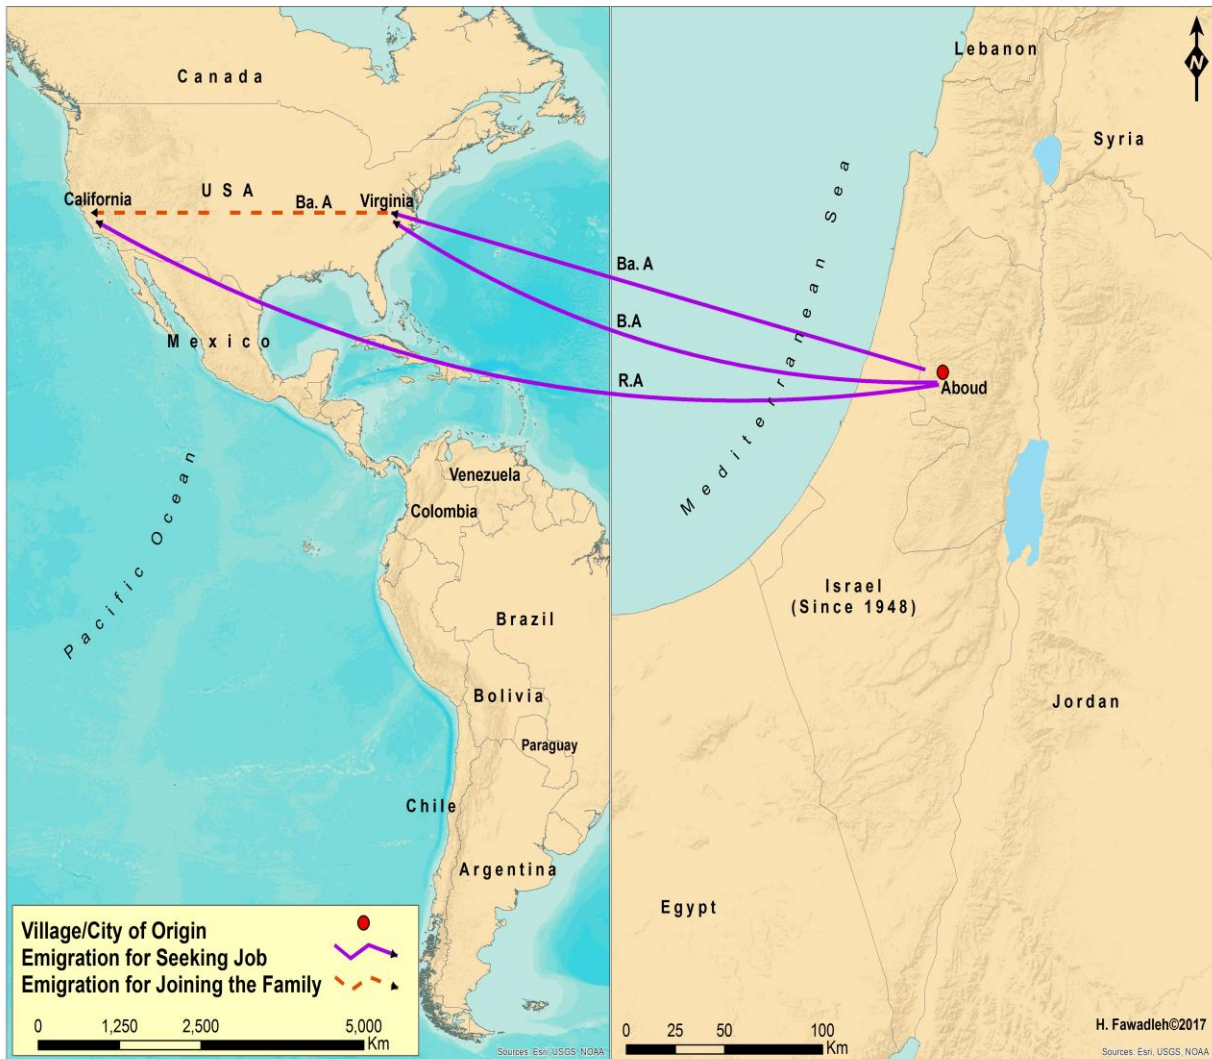 Canada
USA
California
Ba. A
Virginia
Mexico
Pacific Ocean
Venezuela
Colombia
Brazil
Bolivia
Paraguay
Chile
Argentina
Village/City of Origin
Emigration for Seeking Job
Emigration for Joining the Family
0 1,250 2,500 5,000
Km
Sources: Esri, USGS, NOAA
N
Lebanon
Syria
Mediterranean Sea
Ba. A
B.A
R.A
Aboud
Israel
(Since 1948)
Jordan
Egypt
H. Fawadleh©2017
0 25 50 100
Km
Sources: Esri, USGS, NOAA